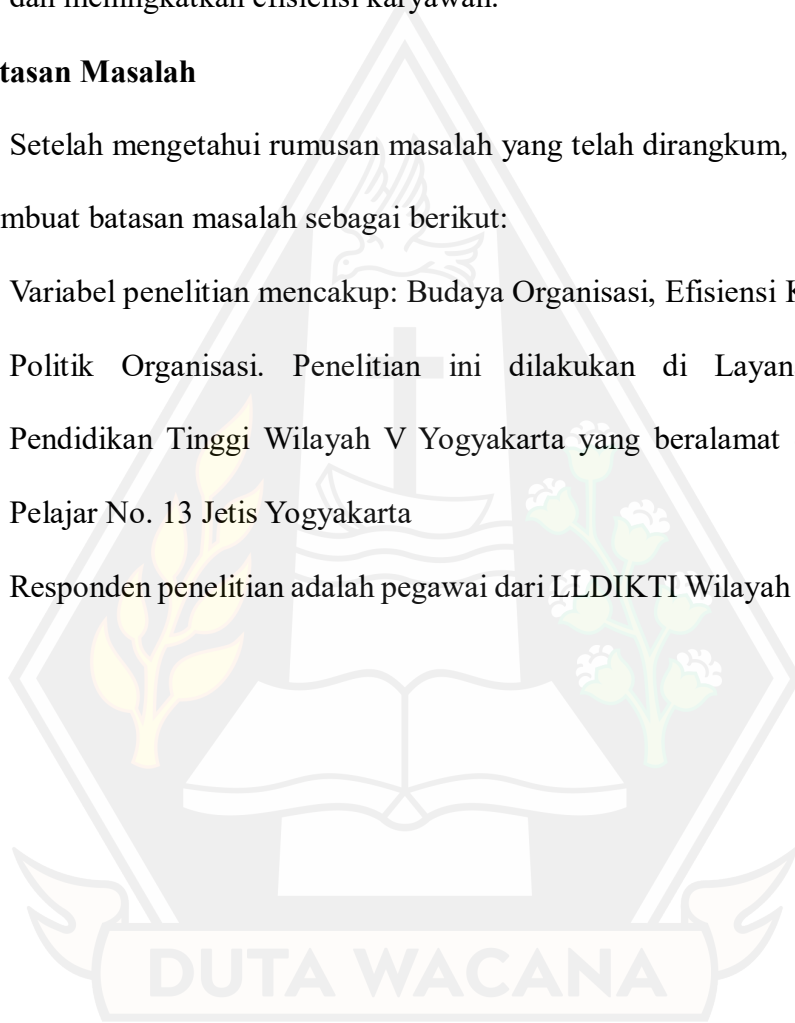 dan meningkatkan efisiensi karyawan.
tasan Masalah
Setelah mengetahui rumusan masalah yang telah dirangkum,
mbuat batasan masalah sebagai berikut:
Variabel penelitian mencakup: Budaya Organisasi, Efisiensi K
Politik Organisasi. Penelitian ini dilakukan di Layan
Pendidikan Tinggi Wilayah V Yogyakarta yang beralamat
Pelajar No. 13 Jetis Yogyakarta
Responden penelitian adalah pegawai dari LLDIKTI Wilayah
DUTA WACANA